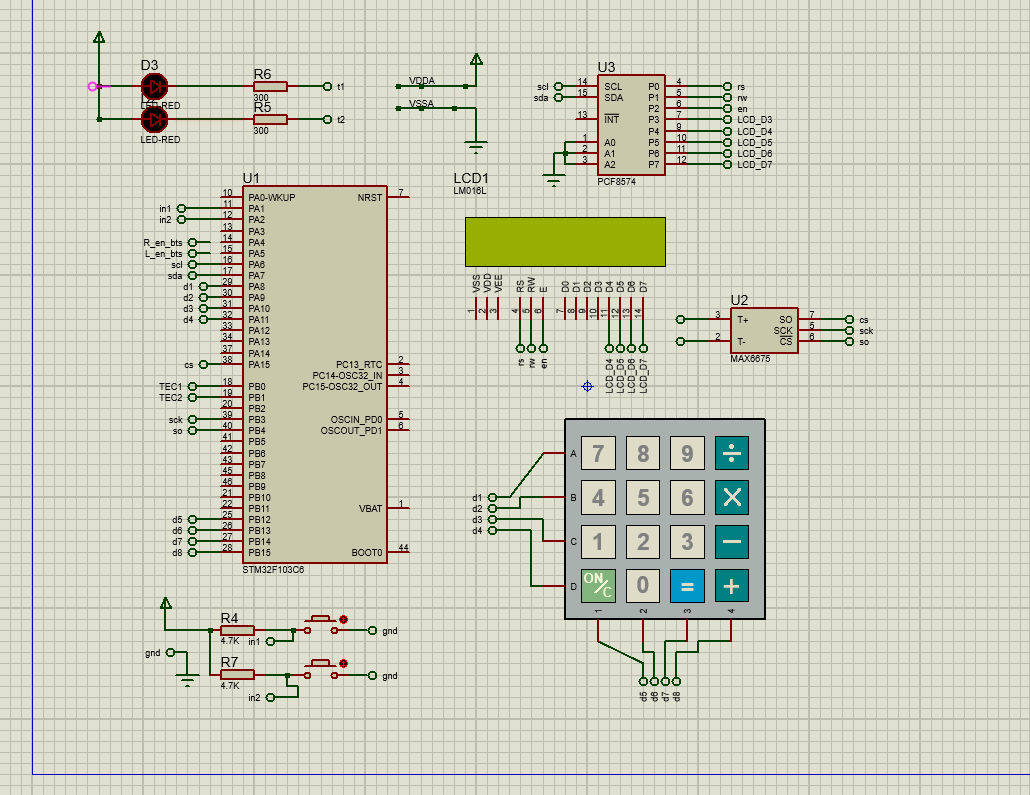 D3
LED-RED
LED-RED
R6
300
t1
R5
300
t2
VDDA
VSSA
U3
scl 14 SCL P0 4 rs
sda 15 SDA P1 5 rw
P2 6 en
13 INT P3 7 LCD_D3
P4 9 LCD_D4
1 A0 P5 10 LCD_D5
2 A1 P6 11 LCD_D6
3 A2 P7 12 LCD_D7
PCF8574
LCD1
LM016L
VSS VDD VEE RS RW E D0 D1 D2 D3 D4 D5 D6 D7
1 2 3 4 5 6 7 8 9 10 11 12 13 14
rs rw en LCD_D4 LCD_D5 LCD_D6 LCD_D7
U2
3 T+ SO 7 cs
SCK 5 sck
2 T- CS 6 so
MAX6675
U1
10 PA0-WKUP NRST 7
in1 11 PA1
in2 12 PA2
13 PA3
R_en_bts 14 PA4
L_en_bts 15 PA5
scl 16 PA6
sda 17 PA7
d1 29 PA8
d2 30 PA9
d3 31 PA10
d4 32 PA11
33 PA12
34 PA13
37 PA14
cs 38 PA15
PC13_RTC 2
PC14-OSC32_IN 3
PC15-OSC32_OUT 4
TEC1 18 PB0
TEC2 19 PB1
20 PB2
sck 39 PB3 OSCIN_PD0 5
so 40 PB4 OSCOUT_PD1 6
41 PB5
42 PB6
43 PB7
45 PB8
46 PB9
21 PB10
22 PB11 VBAT 1
d5 25 PB12
d6 26 PB13
d7 27 PB14
d8 28 PB15 BOOT0 44
STM32F103C6
A 7 8 9 ÷
d1
B 4 5 6 X
d2
d3
d4
C 1 2 3 −
D ON/C 0 = +
1 2 3 4
d5 d6 d7 d8
R4
4.7K
in1
gnd
gnd
R7
4.7K
in2
gnd